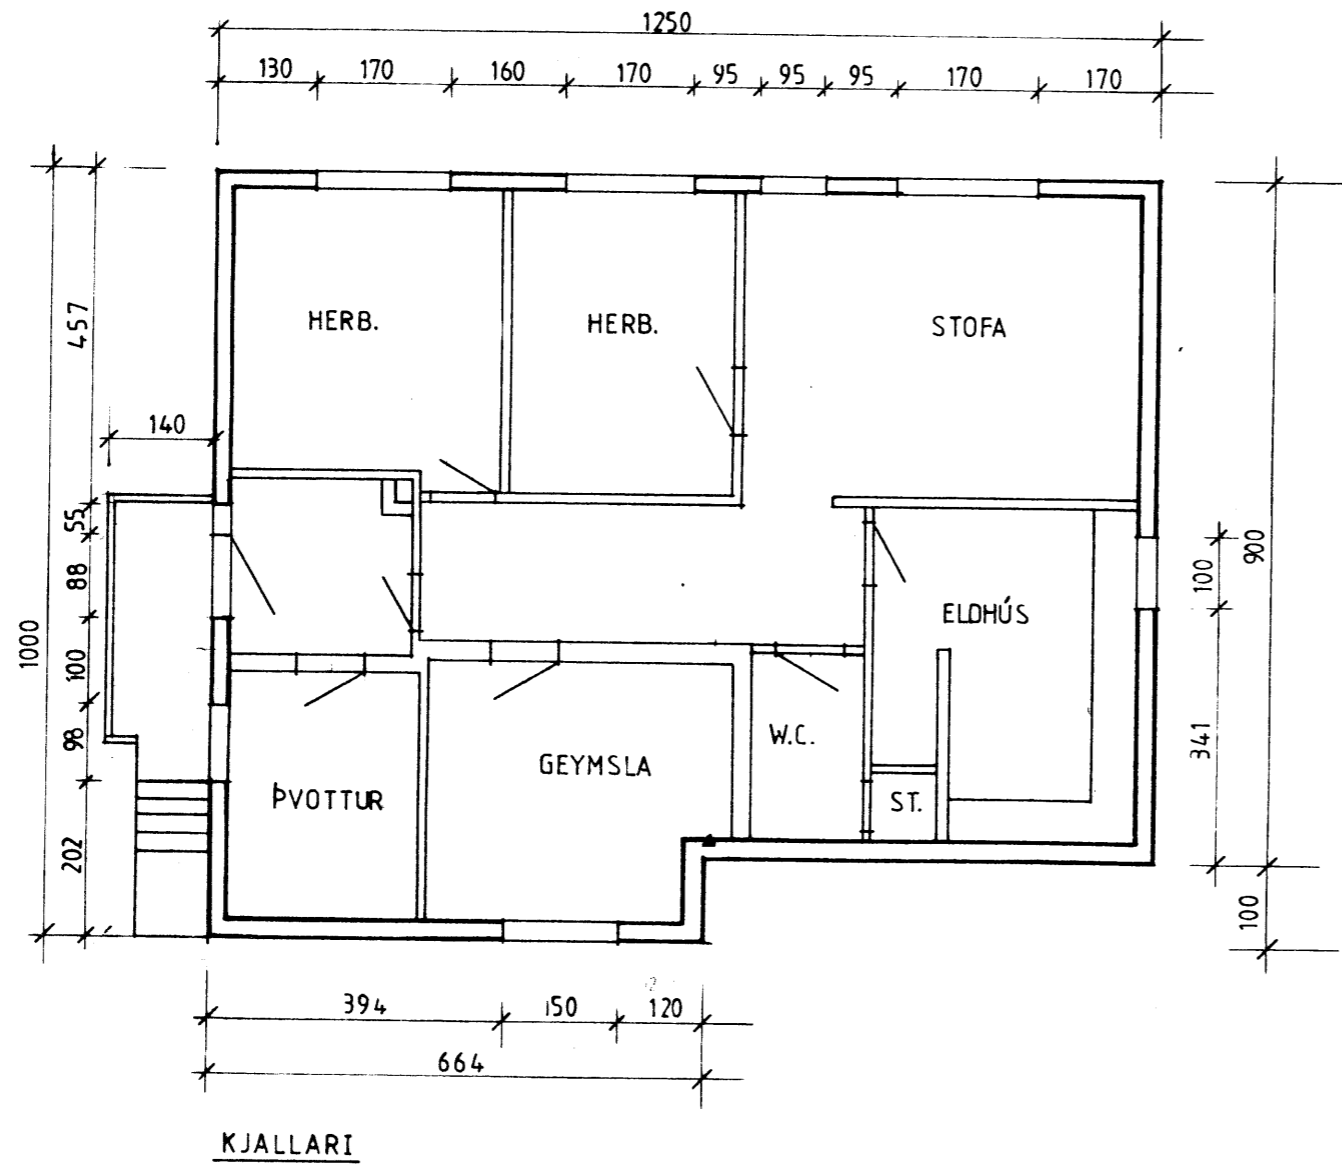 1250
130 170 160 170 95 95 95 170 170
457
HERB. HERB. STOFA
140
55
88
100
98
202
1000
900
100
341
100
ELDHÚS
W.C.
GEYMSLA
ÞVOTTUR
ST.
394 150 120
664
KJALLARI